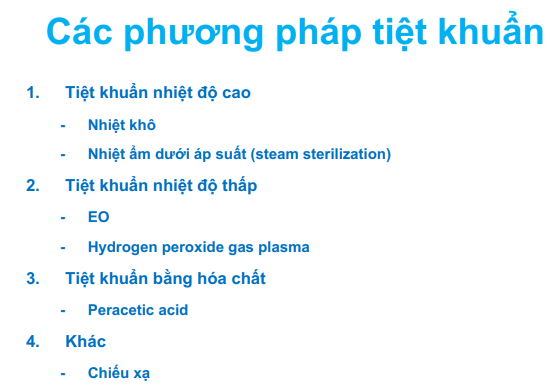 Các phương pháp tiệt khuẩn
1. Tiệt khuẩn nhiệt độ cao
- Nhiệt khô
- Nhiệt ẩm dưới áp suất (steam sterilization)
2. Tiệt khuẩn nhiệt độ thấp
- EO
- Hydrogen peroxide gas plasma
3. Tiệt khuẩn bằng hóa chất
- Peracetic acid
4. Khác
- Chiếu xạ